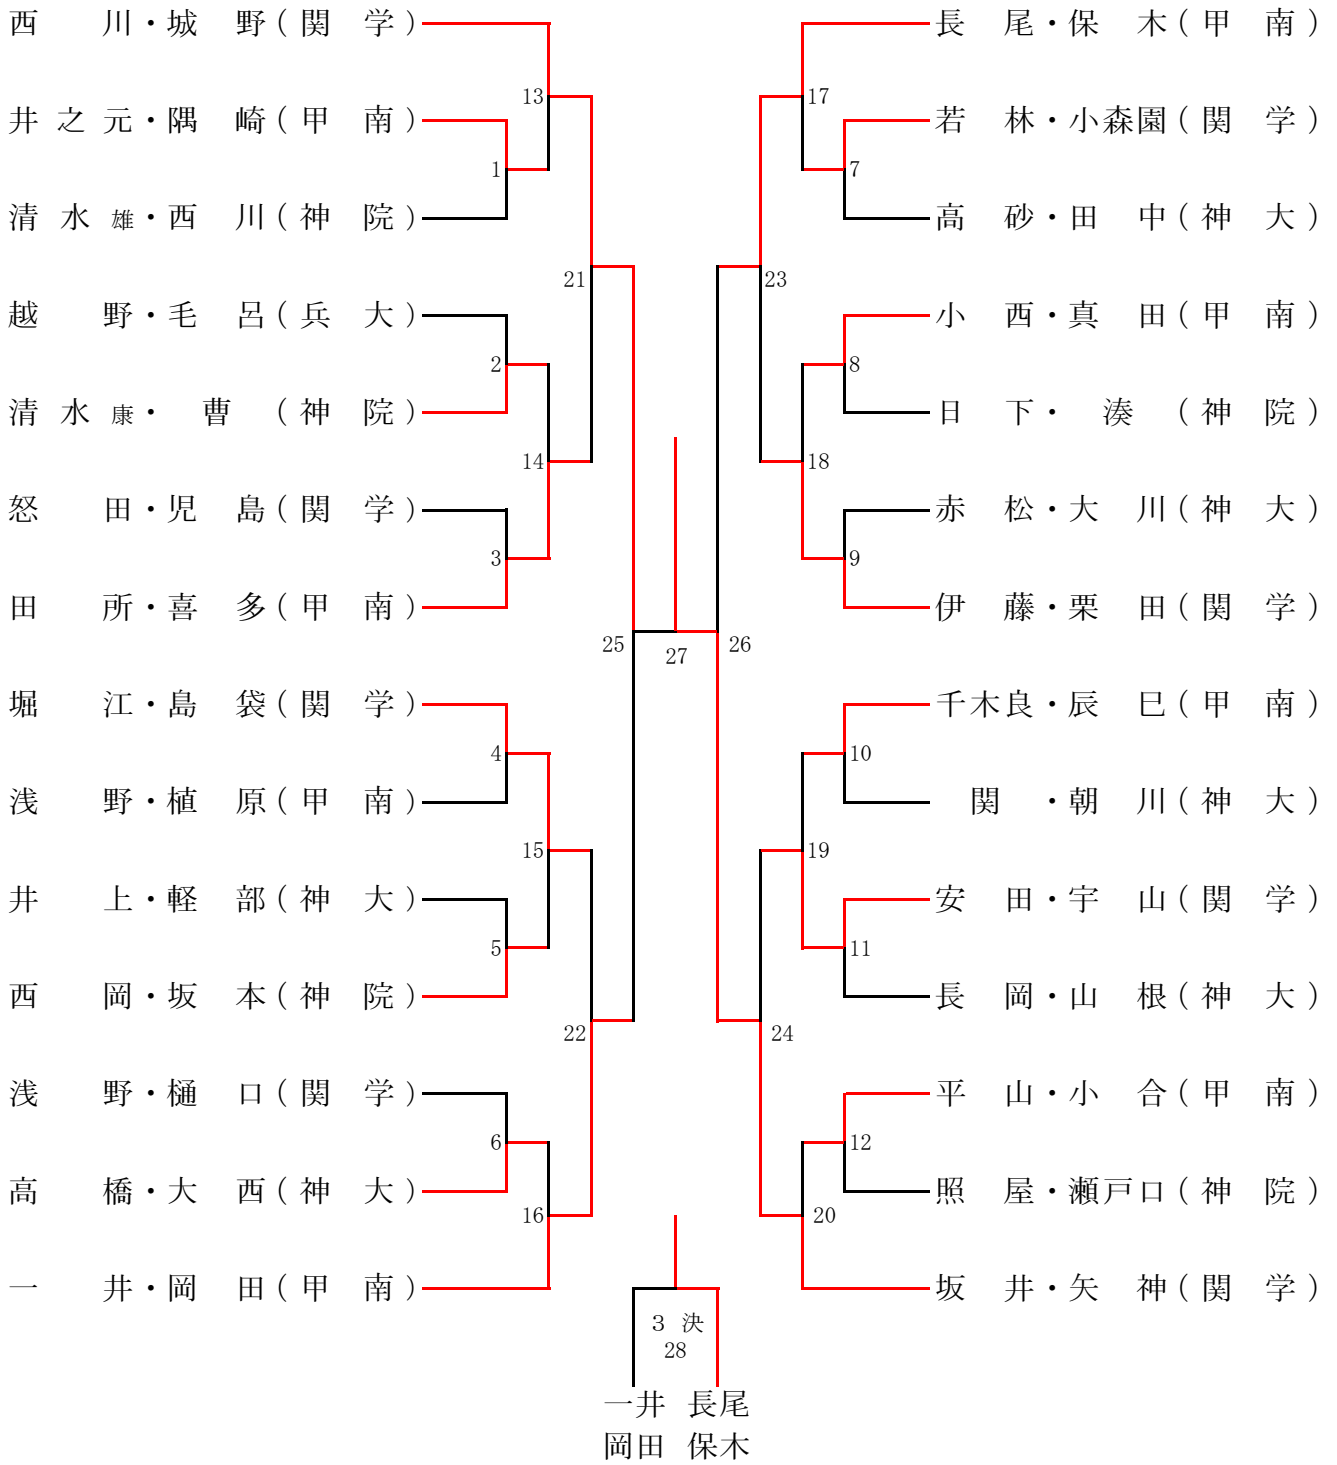 西川・城野(関学)
井之元・隅崎(甲南)
清水雄・西川(神院)
越野・毛呂(兵大)
清水康・曹(神院)
怒田・児島(関学)
田所・喜多(甲南)
堀江・島袋(関学)
浅野・植原(甲南)
井上・軽部(神大)
西岡・坂本(神院)
浅野・樋口(関学)
高橋・大西(神大)
一井・岡田(甲南)
13
1
21
2
14
3
25
4
15
5
22
6
16
27
26
17
7
23
8
18
9
10
19
11
24
12
20
長尾・保木(甲南)
若林・小森園(関学)
高砂・田中(神大)
小西・真田(甲南)
日下・湊(神院)
赤松・大川(神大)
伊藤・栗田(関学)
千木良・辰巳(甲南)
関・朝川(神大)
安田・宇山(関学)
長岡・山根(神大)
平山・小合(甲南)
照屋・瀬戸口(神院)
坂井・矢神(関学)
3決
28
一井 長尾
岡田 保木